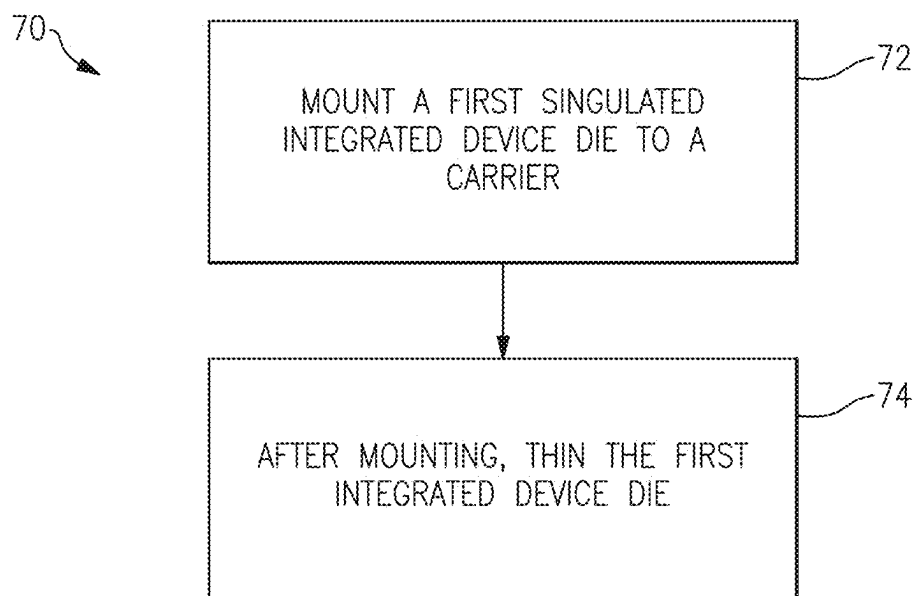 70
72
MOUNT A FIRST SINGULATED
INTEGRATED DEVICE DIE TO A
CARRIER
74
AFTER MOUNTING, THIN THE FIRST
INTEGRATED DEVICE DIE